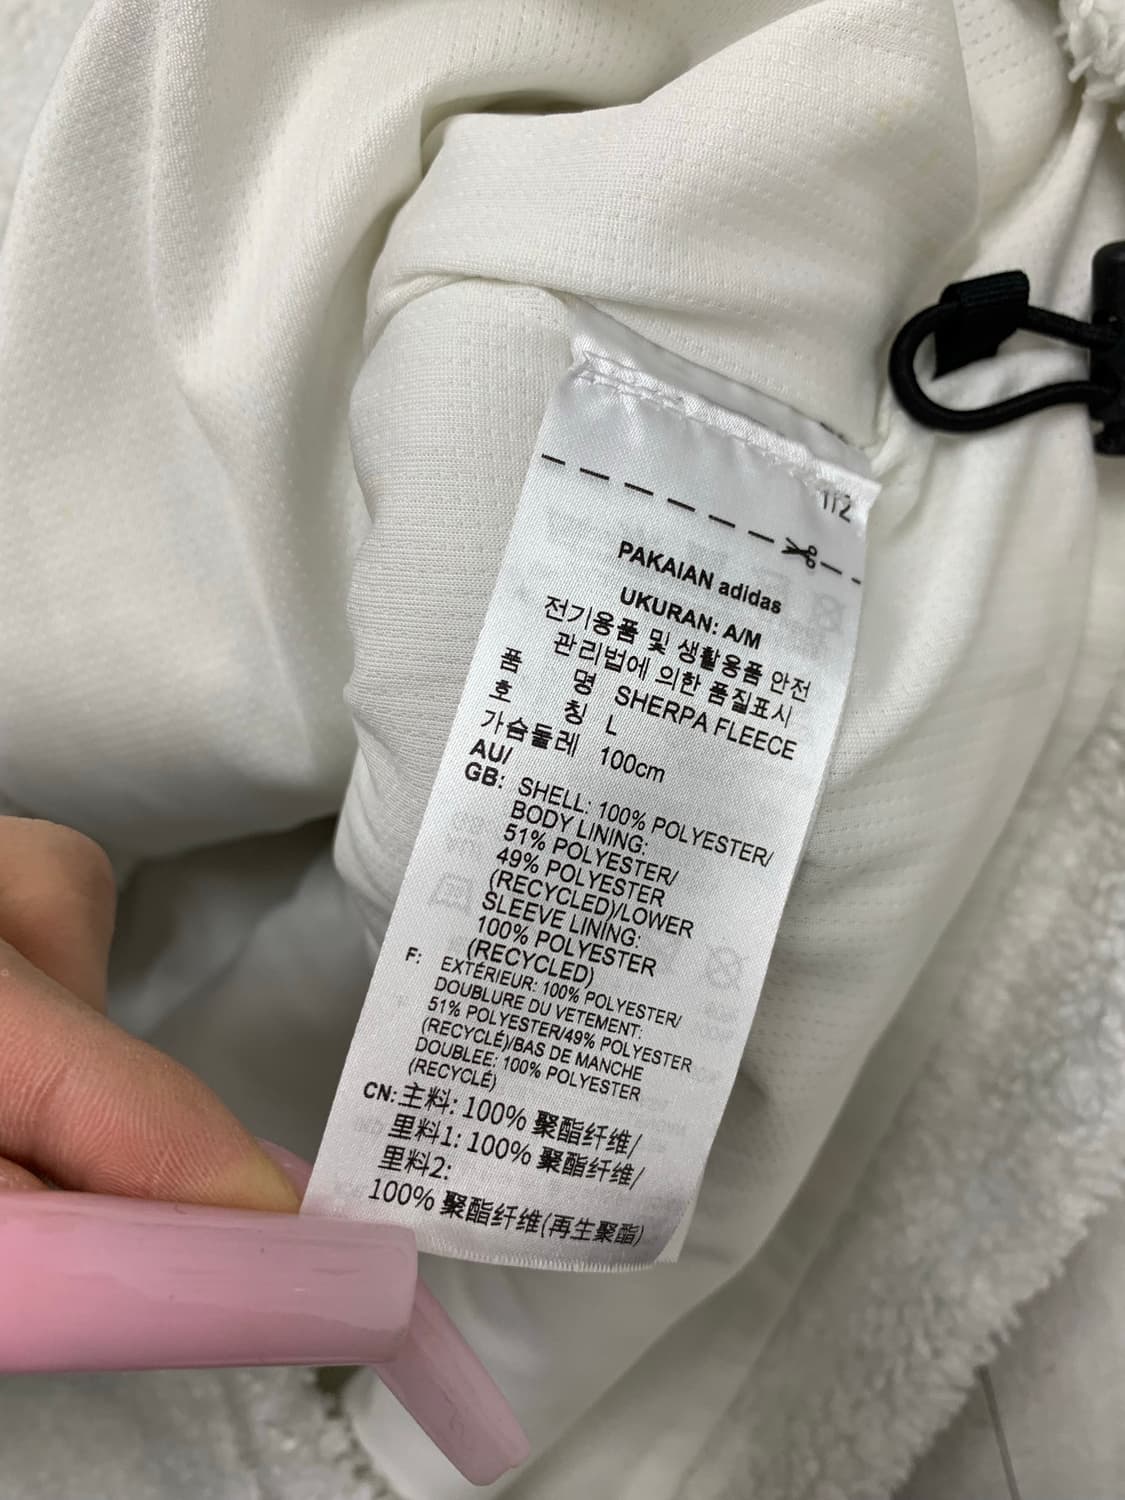 1/2
PAKAIAN adidas
UKURAN: A/M
전기용품 및 생활용품 안전
관리법에 의한 품질표시
품 명 SHERPA FLEECE
호 칭 L
가슴둘레 100cm
AU/
GB: SHELL: 100% POLYESTER/
BODY LINING:
51% POLYESTER/
49% POLYESTER
(RECYCLED)/LOWER
SLEEVE LINING:
100% POLYESTER
(RECYCLED)
F: EXTÉRIEUR: 100% POLYESTER/
DOUBLURE DU VETEMENT:
51% POLYESTER/49% POLYESTER
(RECYCLÉ)/BAS DE MANCHE
DOUBLEE: 100% POLYESTER
(RECYCLÉ)
CN: 主料: 100% 聚酯纤维/
里料1: 100% 聚酯纤维/
里料2:
100% 聚酯纤维(再生聚酯)